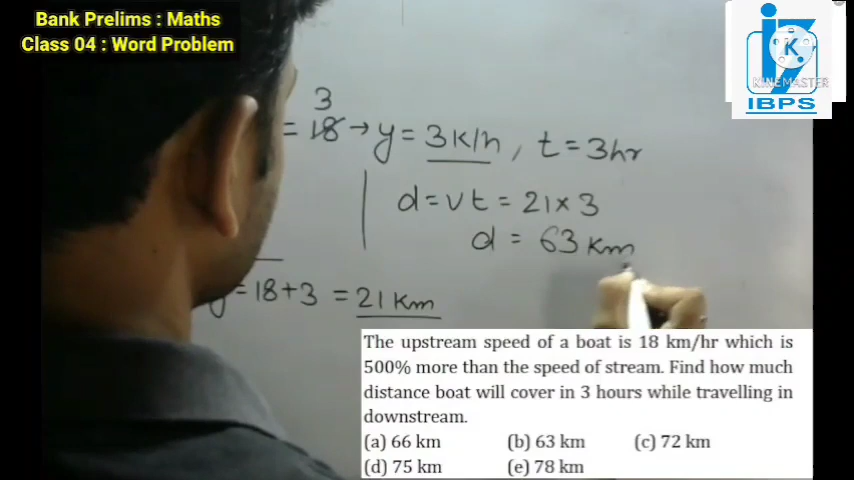 Bank Prelims : Maths
Class 04 : Word Problem
K
KINEMASTER
IBPS
3
= 18 → y = 3 K/h , t = 3hr
d = vt = 21 × 3
d = 63 km
y = 18 + 3 = 21 Km
The upstream speed of a boat is 18 km/hr which is
500% more than the speed of stream. Find how much
distance boat will cover in 3 hours while travelling in
downstream.
(a) 66 km (b) 63 km (c) 72 km
(d) 75 km (e) 78 km